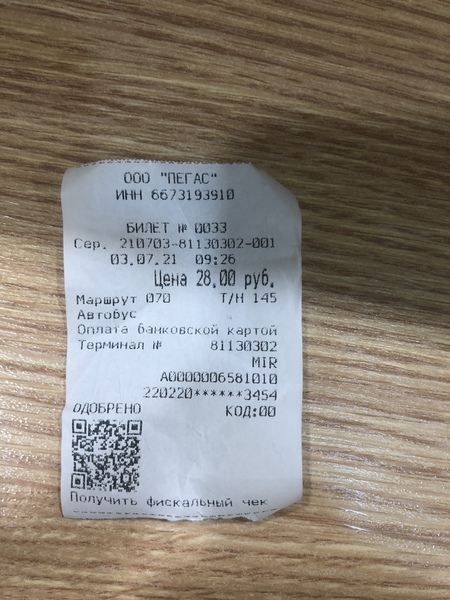 ООО "ПЕГАС"
ИНН 6673193910
БИЛЕТ № 0033
Сер. 210703-81130302-001
03.07.21 09:26
Цена 28,00 руб.
Маршрут 070 Т/Н 145
Автобус
Оплата банковской картой
Терминал № 81130302
MIR
A0000006581010
220220******3454
ОДОБРЕНО КОД:00
Получить фискальный чек